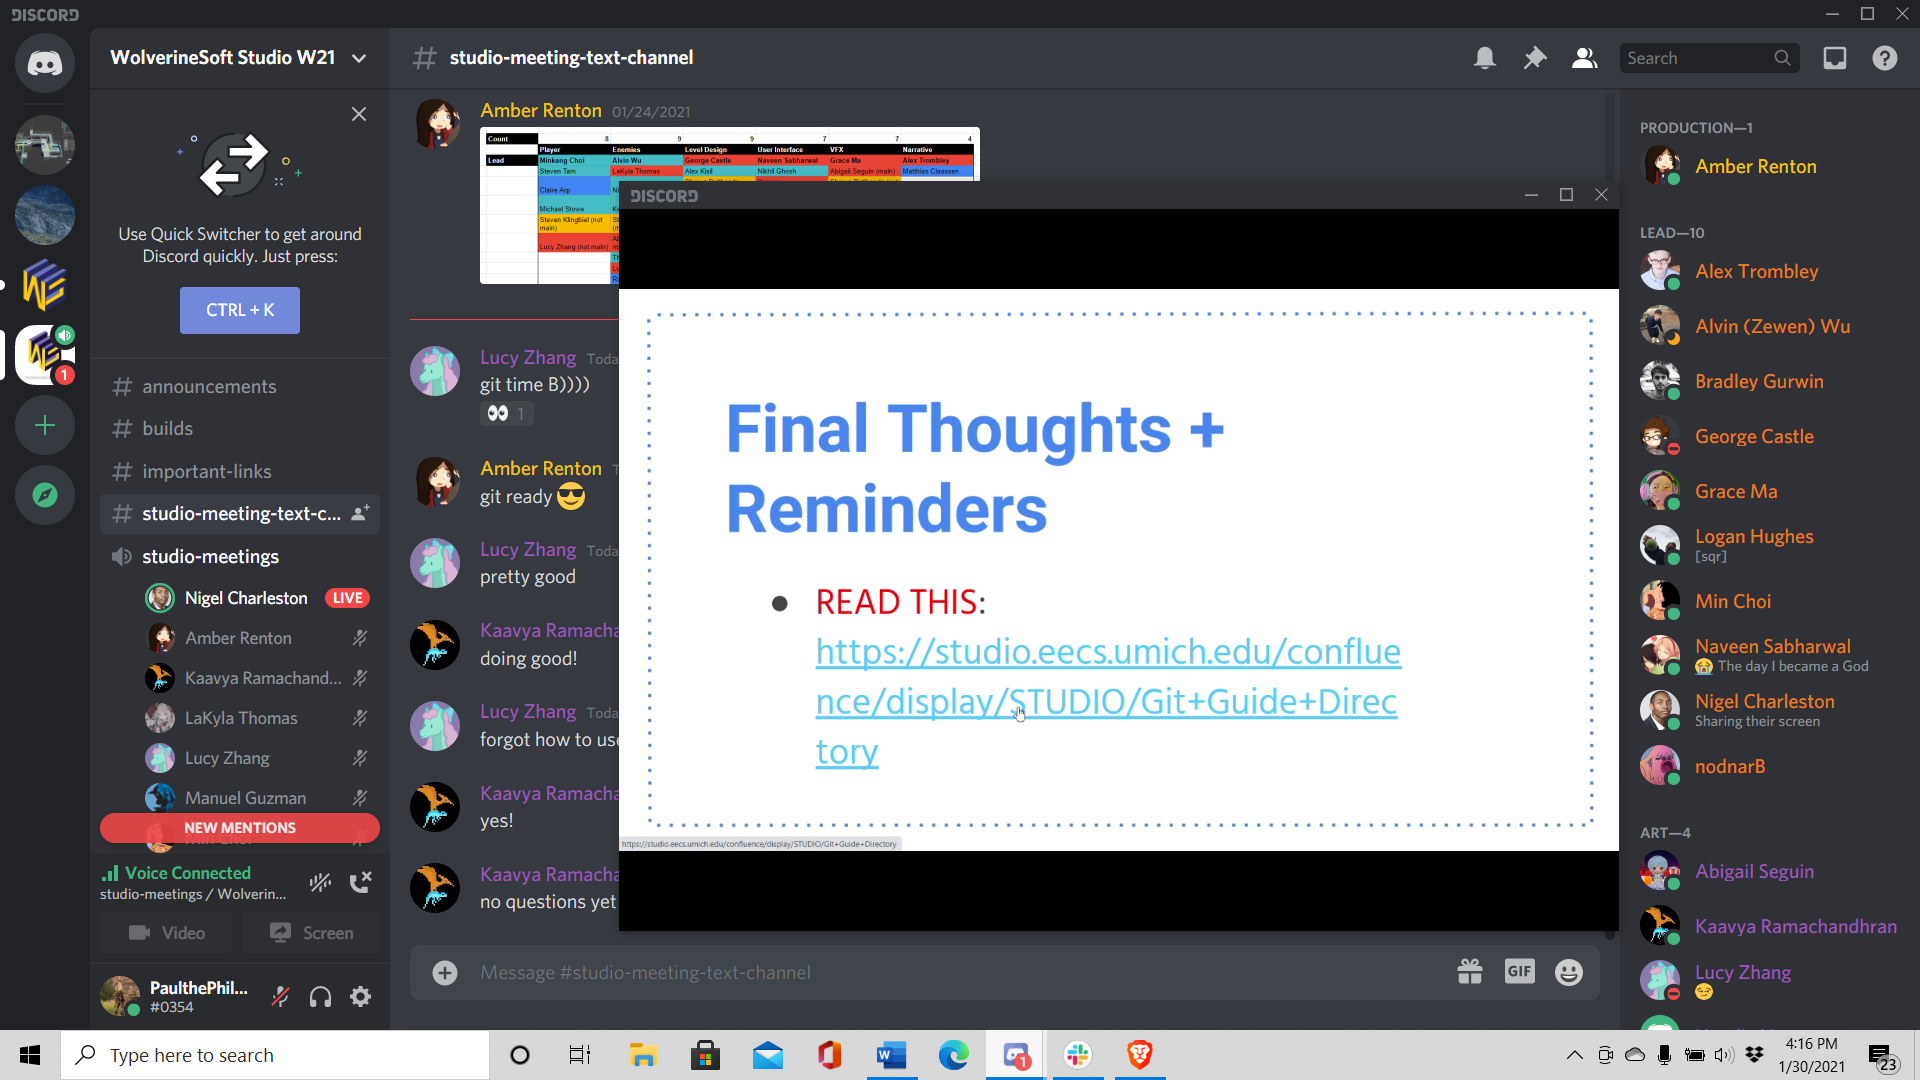 DISCORD
WolverineSoft Studio W21
studio-meeting-text-channel
Search
Use Quick Switcher to get around
Discord quickly. Just press:
CTRL + K
announcements
builds
important-links
studio-meeting-text-c...
studio-meetings
Nigel Charleston LIVE
Amber Renton
Kaavya Ramachand...
LaKyla Thomas
Lucy Zhang
Manuel Guzman
NEW MENTIONS
Min Choi
1
Voice Connected
studio-meetings / Wolverin...
Video Screen
PaulthePhil...
#0354
Amber Renton 01/24/2021
Count 8 9 9 7 7 4
Player Enemies Level Design User Interface VFX Narrative
Lead Minkang Choi Alvin Wu George Castle Naveen Sabharwal Grace Ma Alex Trombley
Steven Tam LaKyla Thomas Alex Kisil Nikhil Ghosh Abigail Seguin (main) Matthias Claassen
Claire Arp
Michael Stowe
Steven Klingbiel (not
main)
Lucy Zhang (not main)
Lucy Zhang Toda
git time B))))
1
Amber Renton T
git ready
Lucy Zhang Toda
pretty good
Kaavya Ramacha
doing good!
Lucy Zhang Toda
forgot how to use
Kaavya Ramacha
yes!
Kaavya Ramacha
no questions yet
Message #studio-meeting-text-channel
GIF
DISCORD
Final Thoughts +
Reminders
READ THIS:
https://studio.eecs.umich.edu/conflue
nce/display/STUDIO/Git+Guide+Direc
tory
https://studio.eecs.umich.edu/confluence/display/STUDIO/Git+Guide+Directory
PRODUCTION—1
Amber Renton
LEAD—10
Alex Trombley
Alvin (Zewen) Wu
Bradley Gurwin
George Castle
Grace Ma
Logan Hughes
[sqr]
Min Choi
Naveen Sabharwal
The day I became a God
Nigel Charleston
Sharing their screen
nodnarB
ART—4
Abigail Seguin
Kaavya Ramachandhran
Lucy Zhang
Type here to search
1
4:16 PM
1/30/2021
23